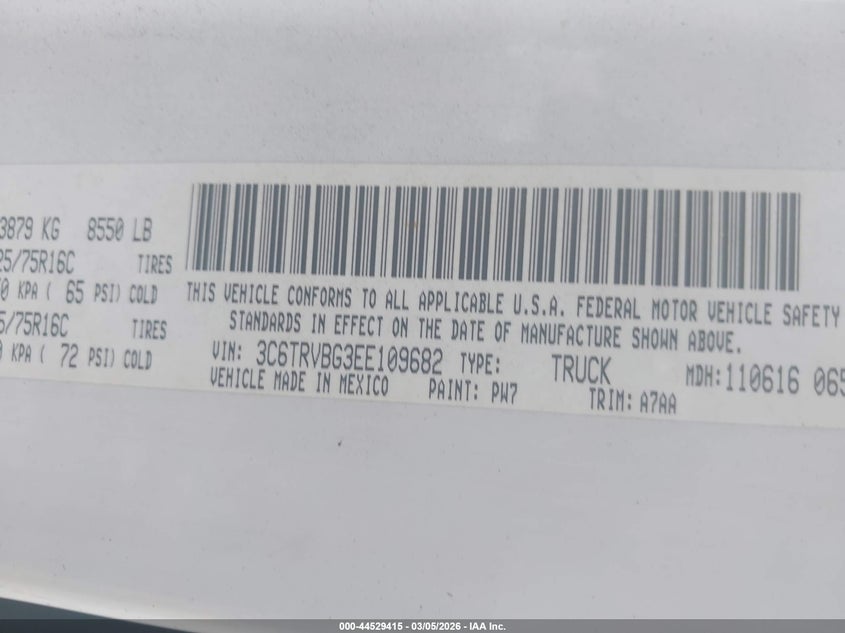 3879 KG 8550 LB
25/75R16C TIRES
0 KPA ( 65 PSI) COLD
5/75R16C TIRES
0 KPA ( 72 PSI) COLD
THIS VEHICLE CONFORMS TO ALL APPLICABLE U.S.A. FEDERAL MOTOR VEHICLE SAFETY
STANDARDS IN EFFECT ON THE DATE OF MANUFACTURE SHOWN ABOVE.
VIN: 3C6TRVBG3EE109682 TYPE: TRUCK MDH: 110616 065
VEHICLE MADE IN MEXICO PAINT: PW7 TRIM: A7AA
000-44529415 - 03/05/2026 - IAA Inc.